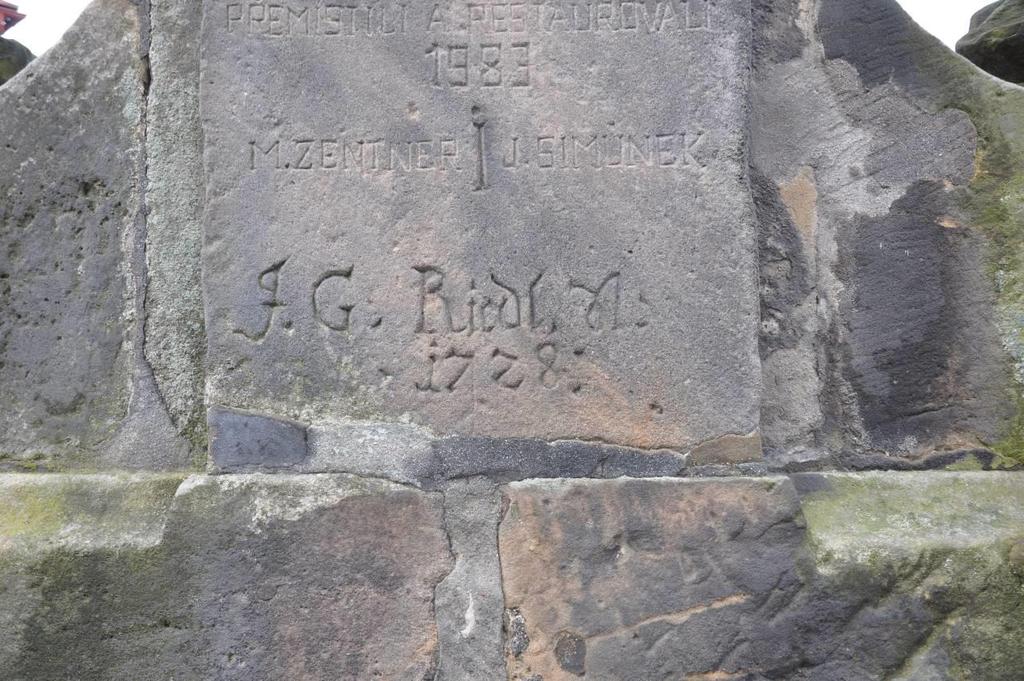 PŘEMÍSTILI A RESTAUROVALI
1983
M. ZENTNER J. ŠIMŮNEK
J. G. Riedl, A:
.1728: